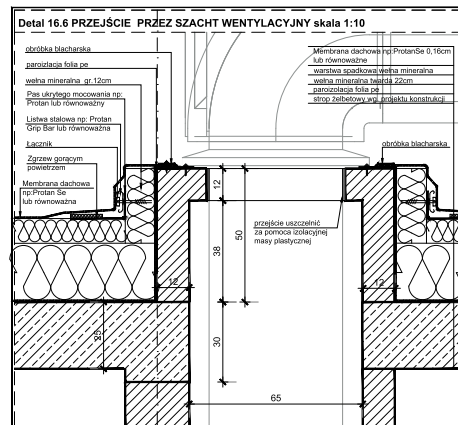 Detal 16.6 PRZEJŚCIE PRZEZ SZACHT WENTYLACYJNY skala 1:10
obróbka blacharska
paroizlacja folia pe
wełna mineralna gr.12cm
Pas ukrytego mocowania np:
Protan lub równoważny
Listwa stalowa np: Protan
Grip Bar lub równoważna
Łącznik
Zgrzew gorącym
powietrzem
Membrana dachowa
np:Protan Se
lub równoważna
Membrana dachowa np:ProtanSe 0,16cm
lub równoważne
warstwa spadkowa wełna mineralna
wełna mineralna twarda 22cm
paroizolacja folia pe
strop żelbetowy wg. projektu konstrukcji
obróbka blacharska
przejście uszczelnić
za pomoca izolacyjnej
masy plastycznej
12
50
38
12
12
25
30
65